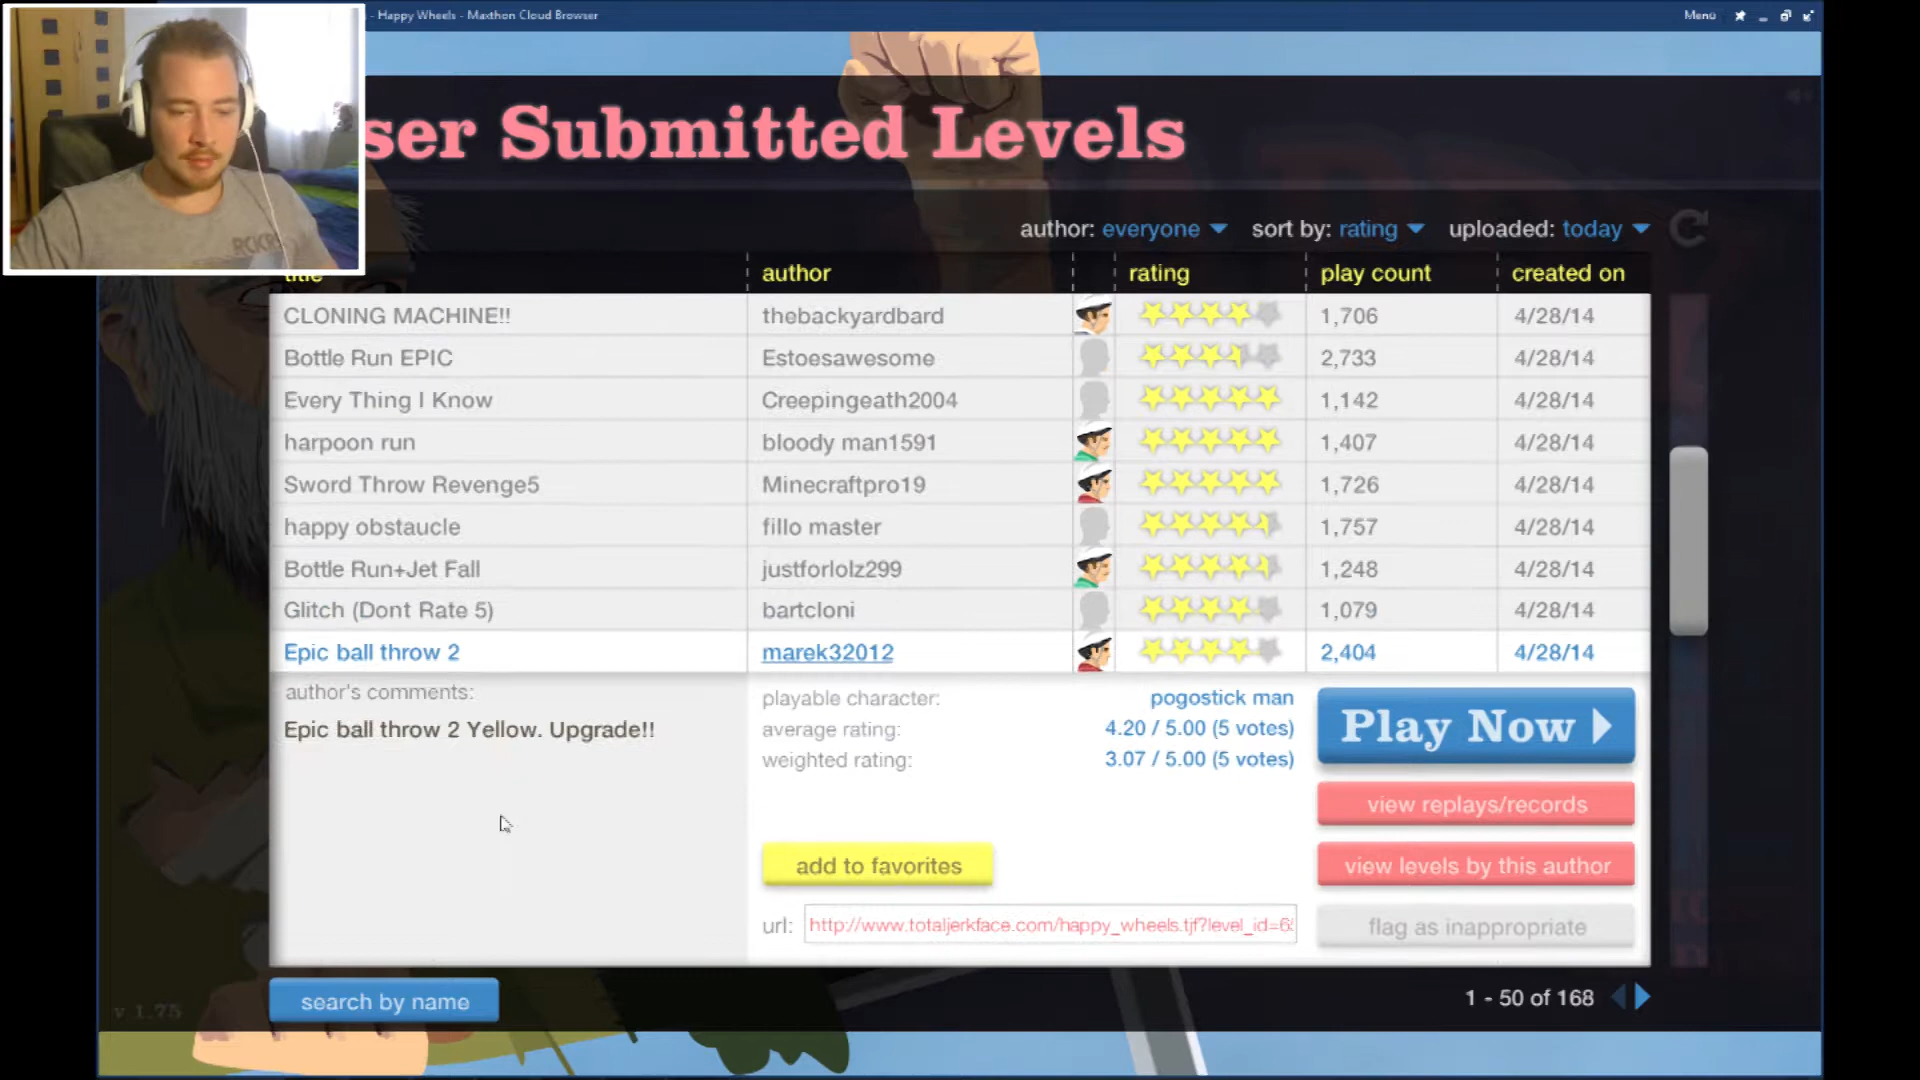 - Happy Wheels - Maxthon Cloud Browser
Menü
ser Submitted Levels
author: everyone sort by: rating uploaded: today
title author rating play count created on
CLONING MACHINE!! thebackyardbard 1,706 4/28/14
Bottle Run EPIC Estoesawesome 2,733 4/28/14
Every Thing I Know Creepingeath2004 1,142 4/28/14
harpoon run bloody man1591 1,407 4/28/14
Sword Throw Revenge5 Minecraftpro19 1,726 4/28/14
happy obstaucle fillo master 1,757 4/28/14
Bottle Run+Jet Fall justforlolz299 1,248 4/28/14
Glitch (Dont Rate 5) bartcloni 1,079 4/28/14
Epic ball throw 2 marek32012 2,404 4/28/14
author's comments:
Epic ball throw 2 Yellow. Upgrade!!
playable character: pogostick man
average rating: 4.20 / 5.00 (5 votes)
weighted rating: 3.07 / 5.00 (5 votes)
Play Now
view replays/records
add to favorites
view levels by this author
url: http://www.totaljerkface.com/happy_wheels.tjf?level_id=6
flag as inappropriate
search by name
1 - 50 of 168
v 1.75